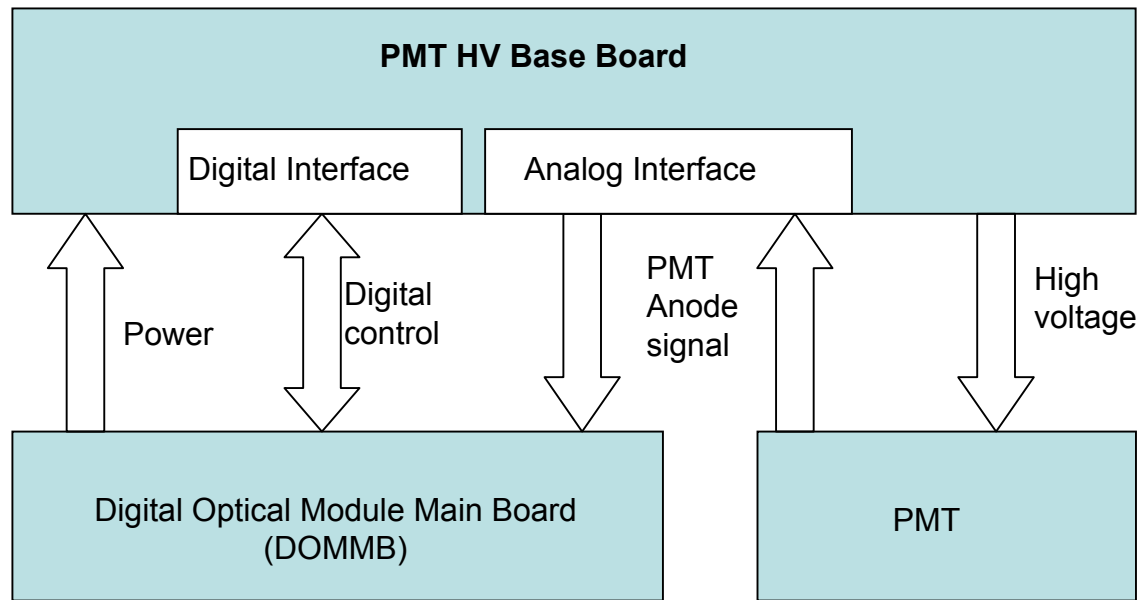 PMT HV Base Board
Digital Interface
Analog Interface
Power
Digital
control
PMT
Anode
signal
High
voltage
Digital Optical Module Main Board
(DOMMB)
PMT